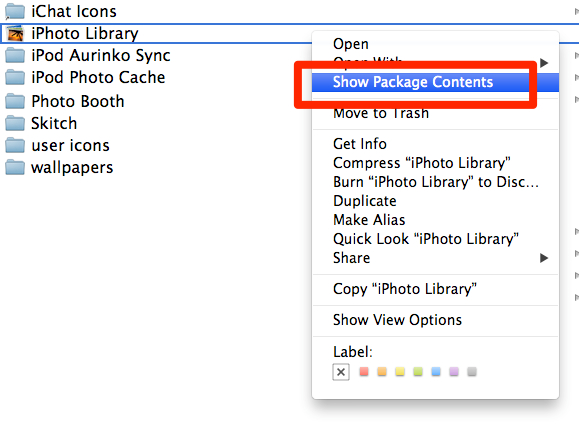 iChat Icons
iPhoto Library
iPod Aurinko Sync
iPod Photo Cache
Photo Booth
Skitch
user icons
wallpapers
Open
Open With
Show Package Contents
Move to Trash
Get Info
Compress “iPhoto Library”
Burn “iPhoto Library” to Disc…
Duplicate
Make Alias
Quick Look “iPhoto Library”
Share
Copy “iPhoto Library”
Show View Options
Label: